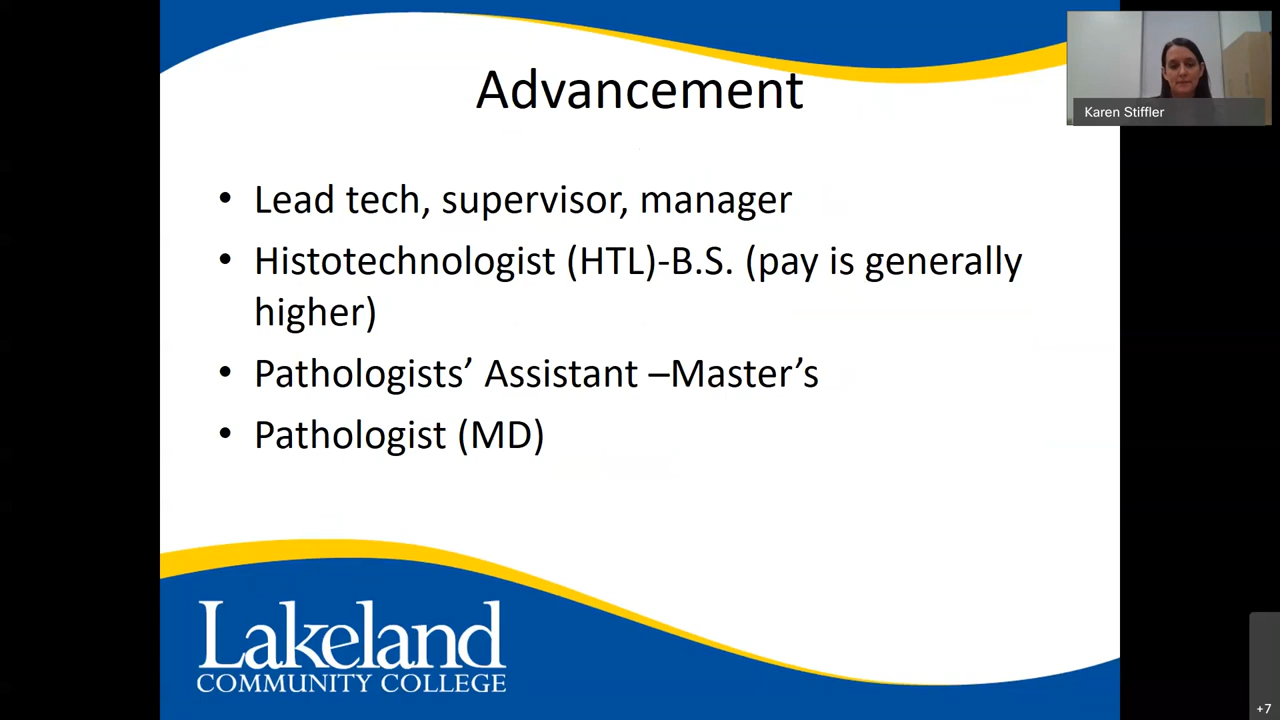 Advancement
Karen Stiffler
• Lead tech, supervisor, manager
• Histotechnologist (HTL)-B.S. (pay is generally
higher)
• Pathologists’ Assistant –Master’s
• Pathologist (MD)
Lakeland
COMMUNITY COLLEGE
+7